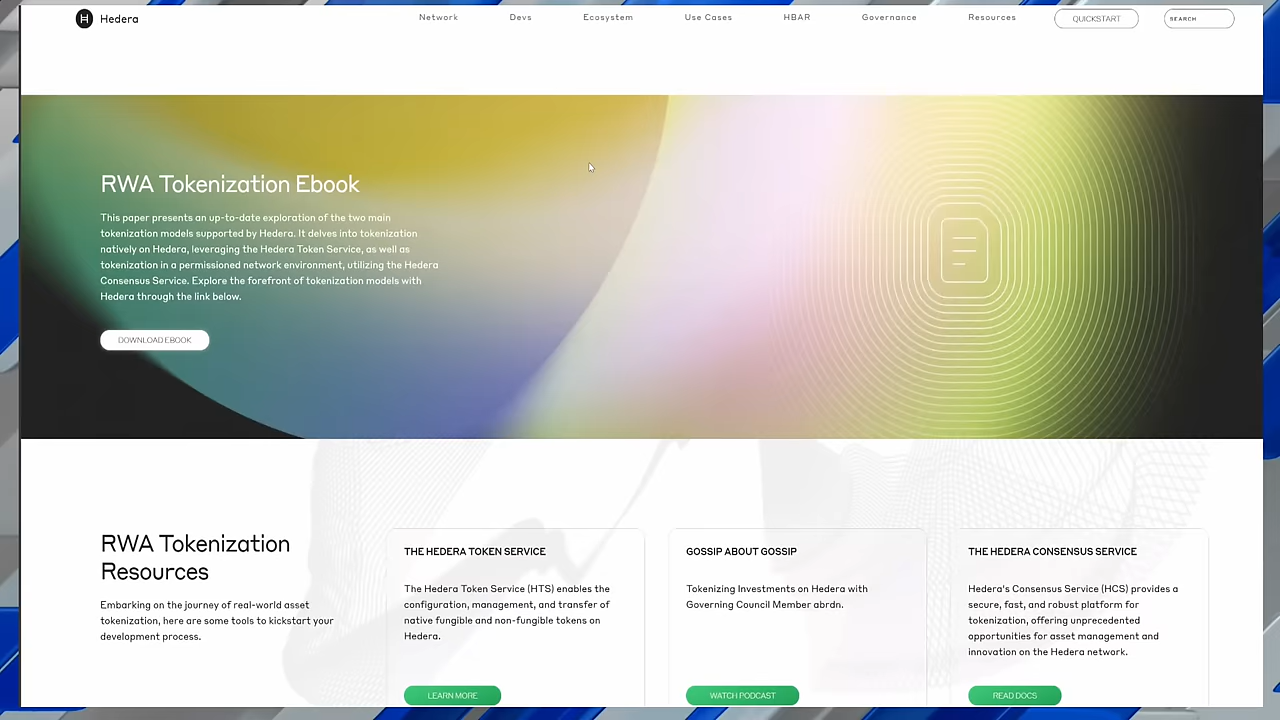 Hedera
Network
Devs
Ecosystem
Use Cases
HBAR
Governance
Resources
QUICKSTART
SEARCH
RWA Tokenization Ebook
This paper presents an up-to-date exploration of the two main
tokenization models supported by Hedera. It delves into tokenization
natively on Hedera, leveraging the Hedera Token Service, as well as
tokenization in a permissioned network environment, utilizing the Hedera
Consensus Service. Explore the forefront of tokenization models with
Hedera through the link below.
DOWNLOAD EBOOK
RWA Tokenization
Resources
Embarking on the journey of real-world asset
tokenization, here are some tools to kickstart your
development process.
THE HEDERA TOKEN SERVICE
The Hedera Token Service (HTS) enables the
configuration, management, and transfer of
native fungible and non-fungible tokens on
Hedera.
LEARN MORE
GOSSIP ABOUT GOSSIP
Tokenizing Investments on Hedera with
Governing Council Member abrdn.
WATCH PODCAST
THE HEDERA CONSENSUS SERVICE
Hedera's Consensus Service (HCS) provides a
secure, fast, and robust platform for
tokenization, offering unprecedented
opportunities for asset management and
innovation on the Hedera network.
READ DOCS